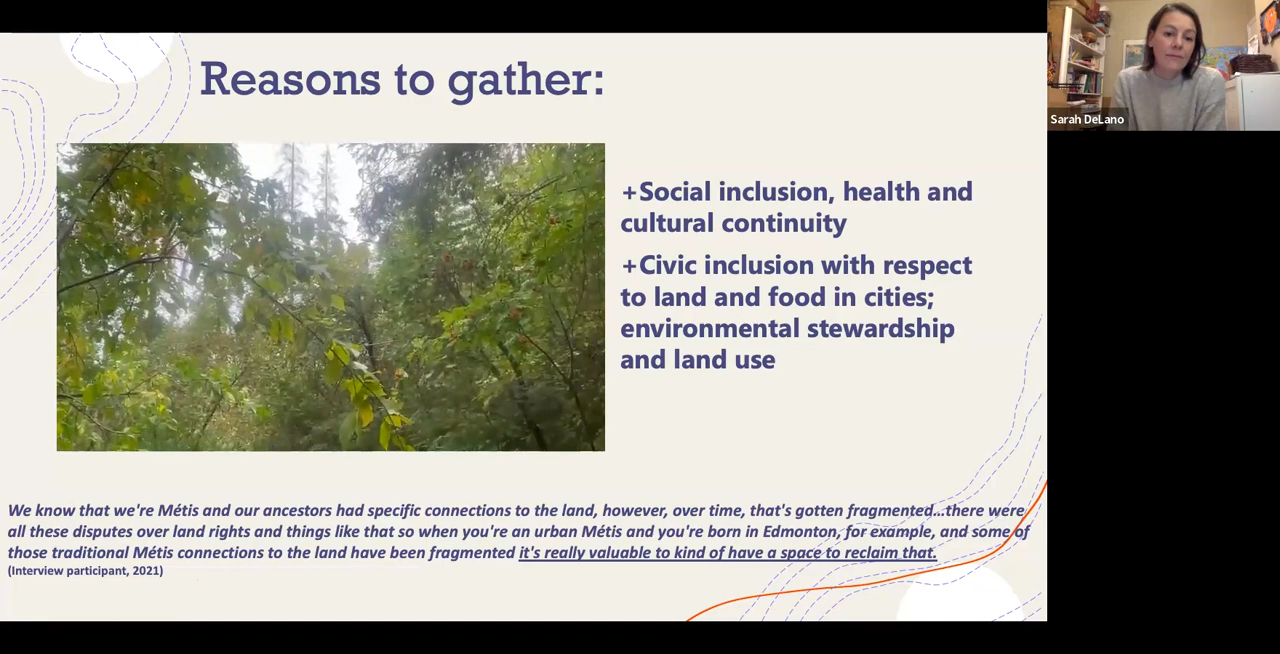 Reasons to gather:
Sarah DeLano
+Social inclusion, health and
cultural continuity
+Civic inclusion with respect
to land and food in cities;
environmental stewardship
and land use
We know that we're Métis and our ancestors had specific connections to the land, however, over time, that's gotten fragmented...there were
all these disputes over land rights and things like that so when you're an urban Métis and you're born in Edmonton, for example, and some of
those traditional Métis connections to the land have been fragmented it's really valuable to kind of have a space to reclaim that.
(Interview participant, 2021)